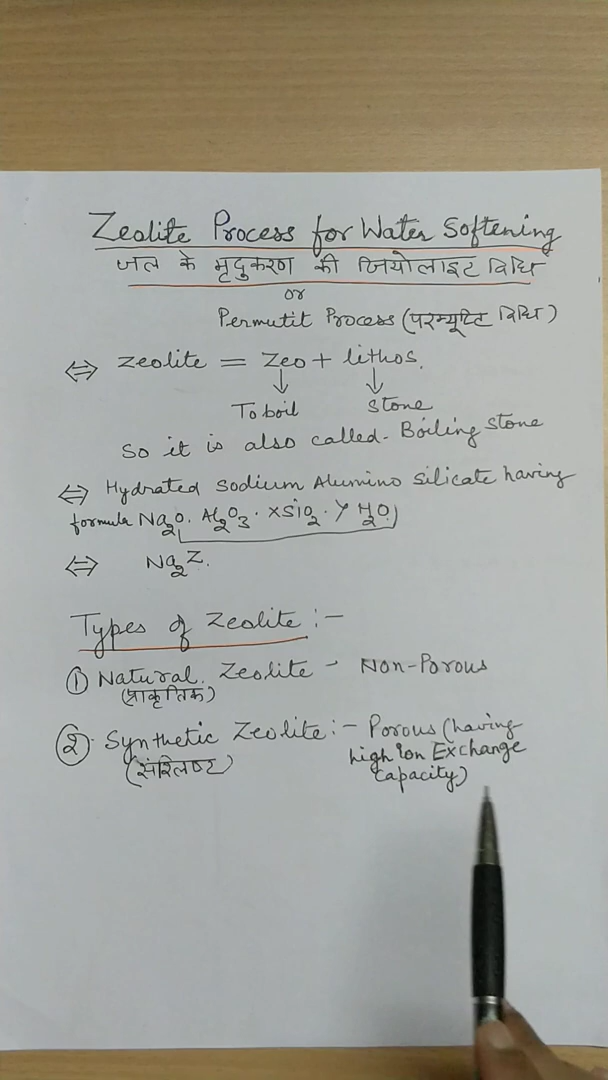 Zeolite Process for Water Softening
जल के मृदुकरण की जियोलाइट विधि
or
Permutit Process (परम्यूटिट विधि)
⇔ Zeolite = Zeo + lithos.
↓ ↓
To boil Stone
So it is also called - Boiling stone
⇔ Hydrated Sodium Alumino silicate having
formula Na₂O. Al₂O₃. XSiO₂. Y H₂O
⇔ Na₂Z.
Types of Zeolite :-
① Natural Zeolite - Non-Porous
(प्राकृतिक)
②. Synthetic Zeolite :- Porous (having
high Ion Exchange
(संश्लिष्ट)
capacity)